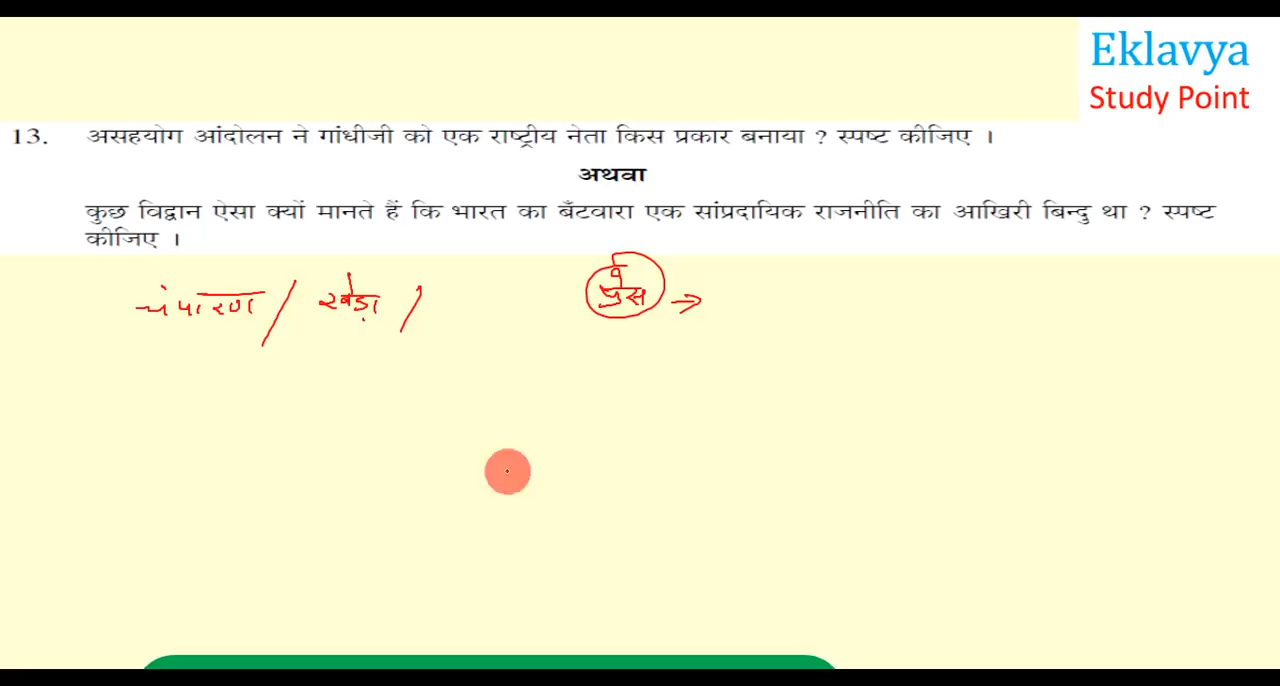 Eklavya
Study Point
13. असहयोग आंदोलन ने गांधीजी को एक राष्ट्रीय नेता किस प्रकार बनाया ? स्पष्ट कीजिए ।
अथवा
कुछ विद्वान ऐसा क्यों मानते हैं कि भारत का बँटवारा एक सांप्रदायिक राजनीति का आखिरी बिन्दु था ? स्पष्ट
कीजिए ।
चंपारण / खेड़ा / प्रेस →